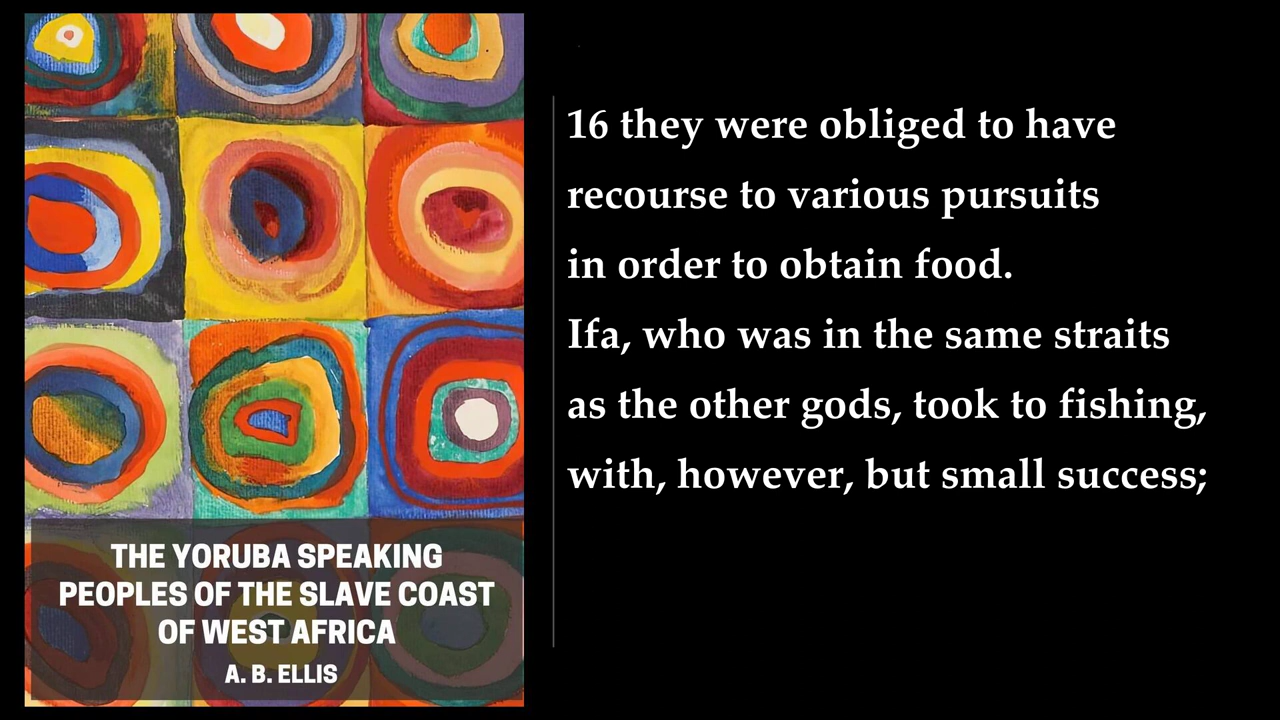 16 they were obliged to have
recourse to various pursuits
in order to obtain food.
Ifa, who was in the same straits
as the other gods, took to fishing,
with, however, but small success;
THE YORUBA SPEAKING
PEOPLES OF THE SLAVE COAST
OF WEST AFRICA
A. B. ELLIS